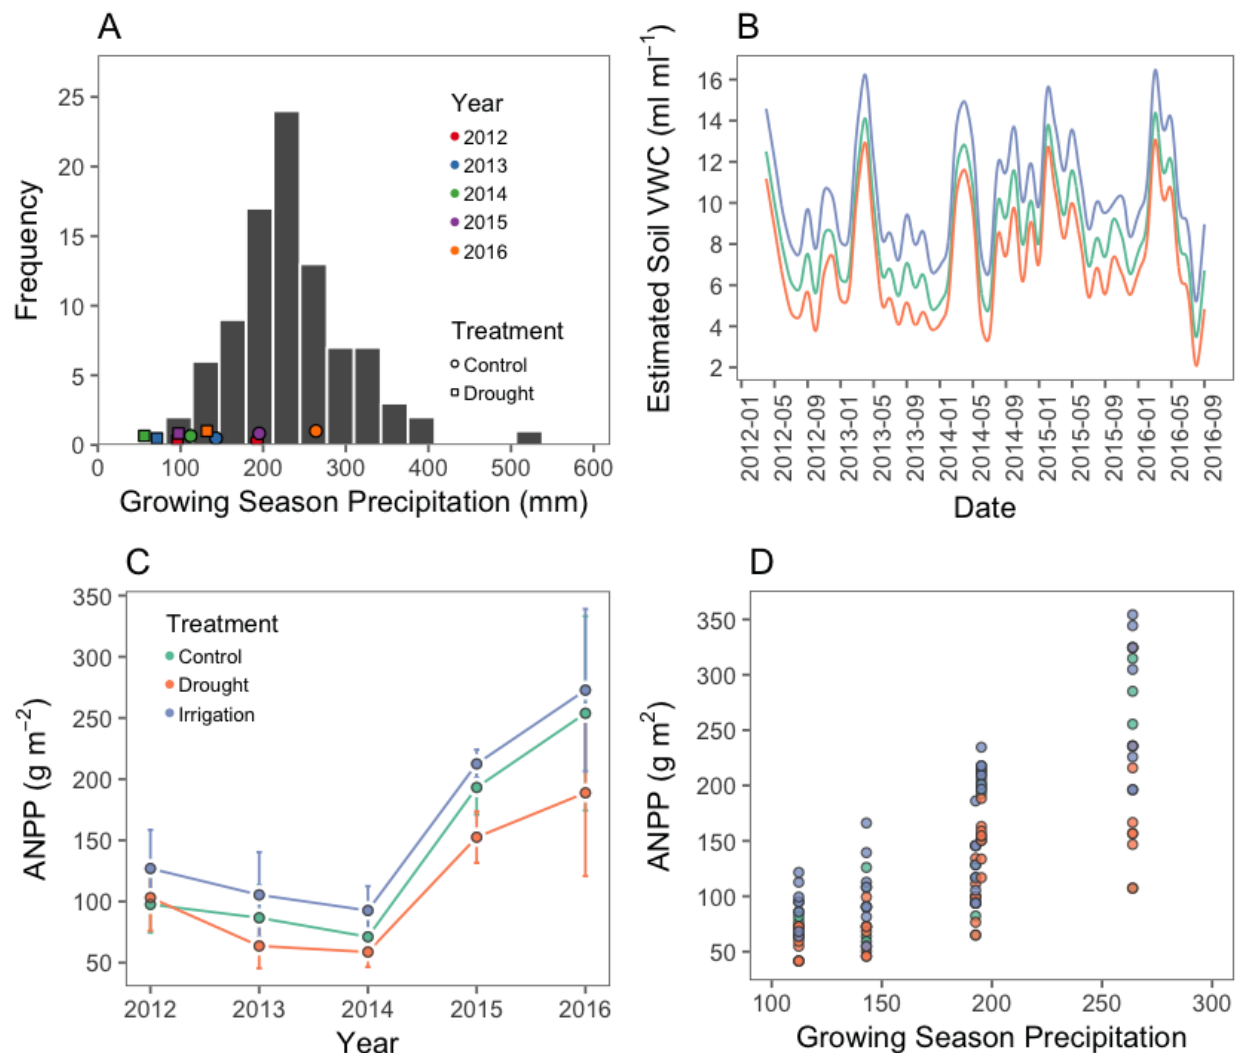 A
Frequency
25
20
15
10
5
0
0 100 200 300 400 500 600
Growing Season Precipitation (mm)
Year
2012
2013
2014
2015
2016
Treatment
Control
Drought
B
Estimated Soil VWC (ml ml⁻¹)
16
14
12
10
8
6
4
2
2012-01 2012-05 2012-09 2013-01 2013-05 2013-09 2014-01 2014-05 2014-09 2015-01 2015-05 2015-09 2016-01 2016-05 2016-09
Date
C
ANPP (g m⁻²)
350
300
250
200
150
100
50
Treatment
Control
Drought
Irrigation
2012 2013 2014 2015 2016
Year
D
ANPP (g m²)
350
300
250
200
150
100
50
100 150 200 250 300
Growing Season Precipitation